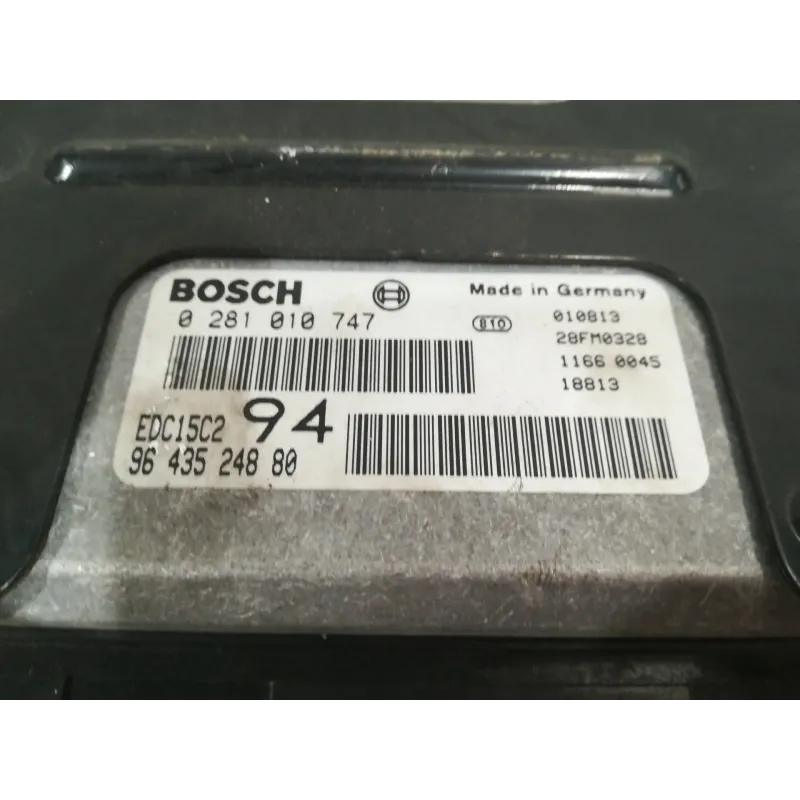 BOSCH
Made in Germany
0 281 010 747
810
010813
28FM0328
1166 0045
18813
EDC15C2 94
96 435 248 80